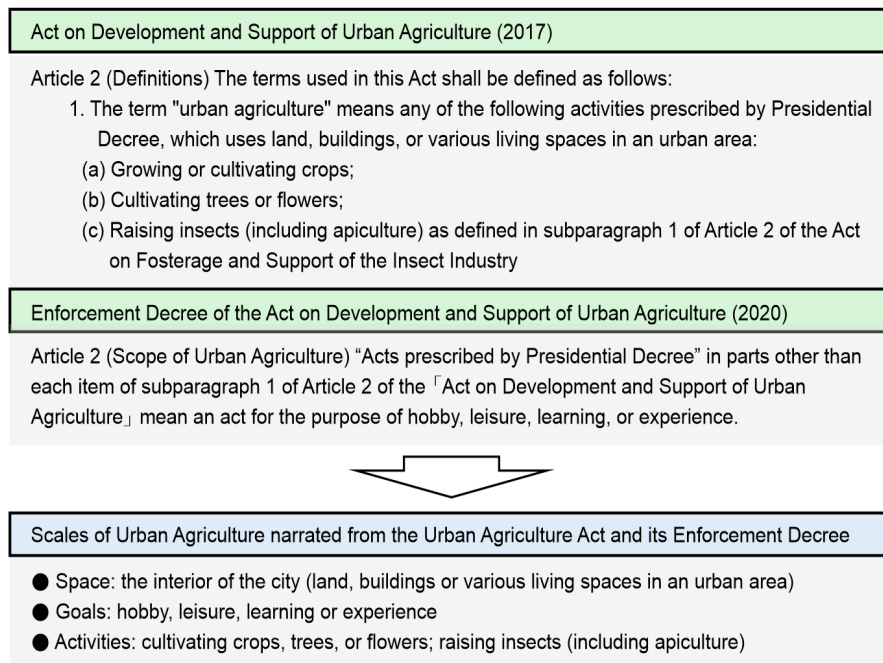 Act on Development and Support of Urban Agriculture (2017)
Article 2 (Definitions) The terms used in this Act shall be defined as follows:
1. The term "urban agriculture" means any of the following activities prescribed by Presidential
Decree, which uses land, buildings, or various living spaces in an urban area:
(a) Growing or cultivating crops;
(b) Cultivating trees or flowers;
(c) Raising insects (including apiculture) as defined in subparagraph 1 of Article 2 of the Act
on Fosterage and Support of the Insect Industry
Enforcement Decree of the Act on Development and Support of Urban Agriculture (2020)
Article 2 (Scope of Urban Agriculture) “Acts prescribed by Presidential Decree” in parts other than
each item of subparagraph 1 of Article 2 of the「Act on Development and Support of Urban
Agriculture」mean an act for the purpose of hobby, leisure, learning, or experience.
Scales of Urban Agriculture narrated from the Urban Agriculture Act and its Enforcement Decree
● Space: the interior of the city (land, buildings or various living spaces in an urban area)
● Goals: hobby, leisure, learning or experience
● Activities: cultivating crops, trees, or flowers; raising insects (including apiculture)